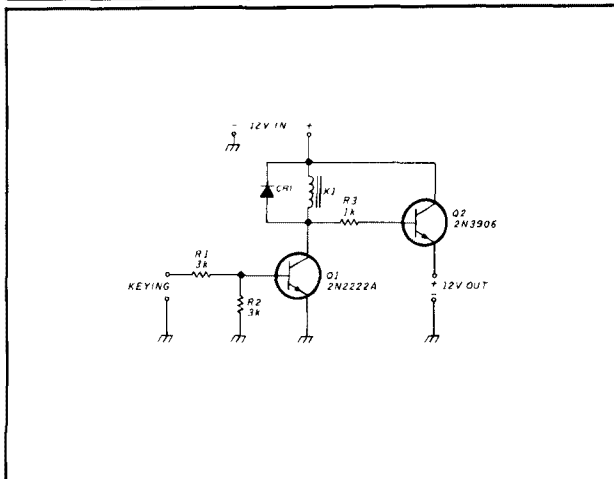 - 12V IN +
CR1
K1
R3
1k
Q2
2N3906
R1
3k
Q1
2N2222A
+
- 12V OUT
KEYING
R2
3k